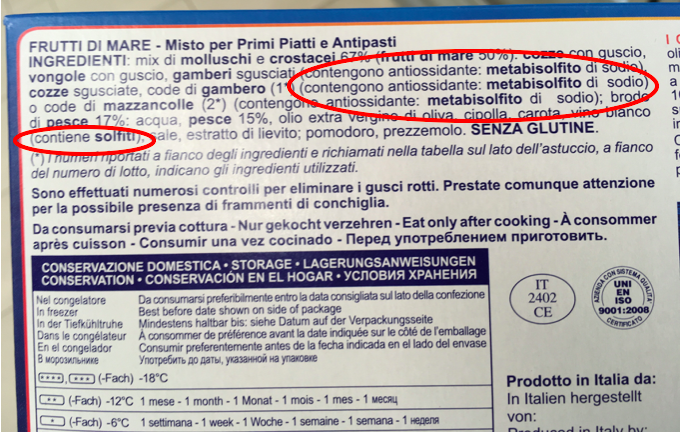 FRUTTI DI MARE - Misto per Primi Piatti e Antipasti
INGREDIENTI: mix di molluschi e crostacei 67% (frutti di mare 50%): cozze con guscio,
vongole con guscio, gamberi sgusciati (contengono antiossidante: metabisolfito di sodio),
cozze sgusciate, code di gambero (1*) (contengono antiossidante: metabisolfito di sodio)
o code di mazzancolle (2*) (contengono antiossidante: metabisolfito di sodio); brodo
di pesce 17%: acqua, pesce 15%, olio extra vergine di oliva, cipolla, carota, vino bianco
(contiene solfiti), sale, estratto di lievito; pomodoro, prezzemolo. SENZA GLUTINE.
(*) I numeri riportati a fianco degli ingredienti e richiamati nella tabella sul lato dell'astuccio, a fianco
del numero di lotto, indicano gli ingredienti utilizzati.
Sono effettuati numerosi controlli per eliminare i gusci rotti. Prestate comunque attenzione
per la possibile presenza di frammenti di conchiglia.
Da consumarsi previa cottura - Nur gekocht verzehren - Eat only after cooking - À consommer
après cuisson - Consumir una vez cocinado - Перед употреблением приготовить.
CONSERVAZIONE DOMESTICA • STORAGE • LAGERUNGSANWEISUNGEN
CONSERVATION • CONSERVACIÓN EN EL HOGAR • УСЛОВИЯ ХРАНЕНИЯ
Nel congelatore Da consumarsi preferibilmente entro la data consigliata sul lato della confezione
In freezer Best before date shown on side of package
In der Tiefkühltruhe Mindestens haltbar bis: siehe Datum auf der Verpackungsseite
Dans le congélateur À consommer de préférence avant la date indiquée sur le côté de l'emballage
En el congelador Consumir preferentemente antes de la fecha indicada en el lado del envase
В морозильнике Употребить до даты, указанной на упаковке
(-Fach) -18°C
(-Fach) -12°C 1 mese - 1 month - 1 Monat - 1 mois - 1 mes - 1 месяц
(-Fach) -6°C 1 settimana - 1 week - 1 Woche - 1 semaine - 1 semana - 1 неделя
IT
2402
CE
AZIENDA CON SISTEMA QUALITÀ
UNI
EN
ISO
9001:2008
CERTIFICATO
Prodotto in Italia da:
In Italien hergestellt
von:
Produced in Italy by: